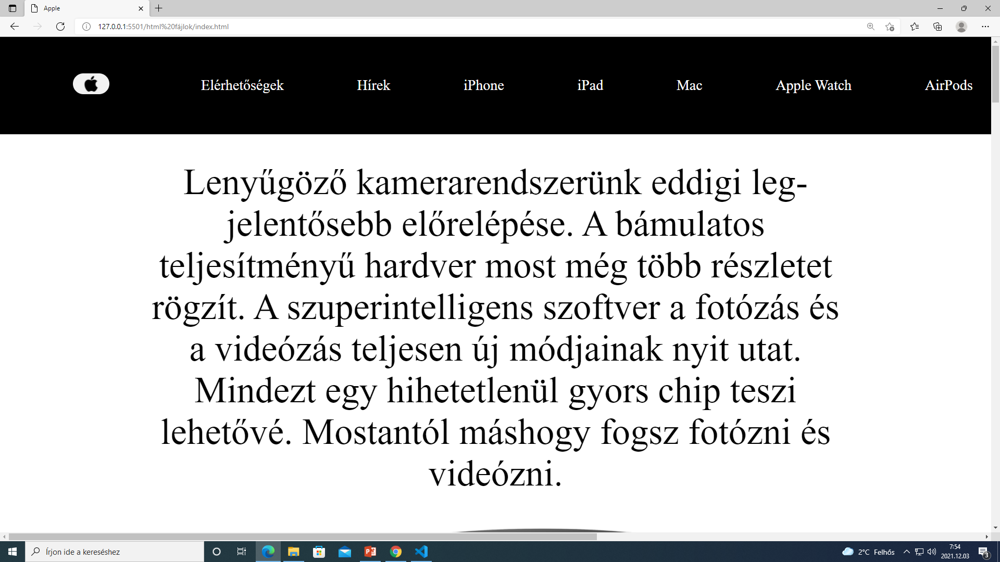 Apple
127.0.0.1:5501/html%20fájlok/index.html
Elérhetőségek Hírek iPhone iPad Mac Apple Watch AirPods
Lenyűgöző kamerarendszerünk eddigi leg-
jelentősebb előrelépése. A bámulatos
teljesítményű hardver most még több részletet
rögzít. A szuperintelligens szoftver a fotózás és
a videózás teljesen új módjainak nyit utat.
Mindezt egy hihetetlenül gyors chip teszi
lehetővé. Mostantól máshogy fogsz fotózni és
videózni.
Írjon ide a kereséshez
2°C Felhős
7:54
2021.12.03
3